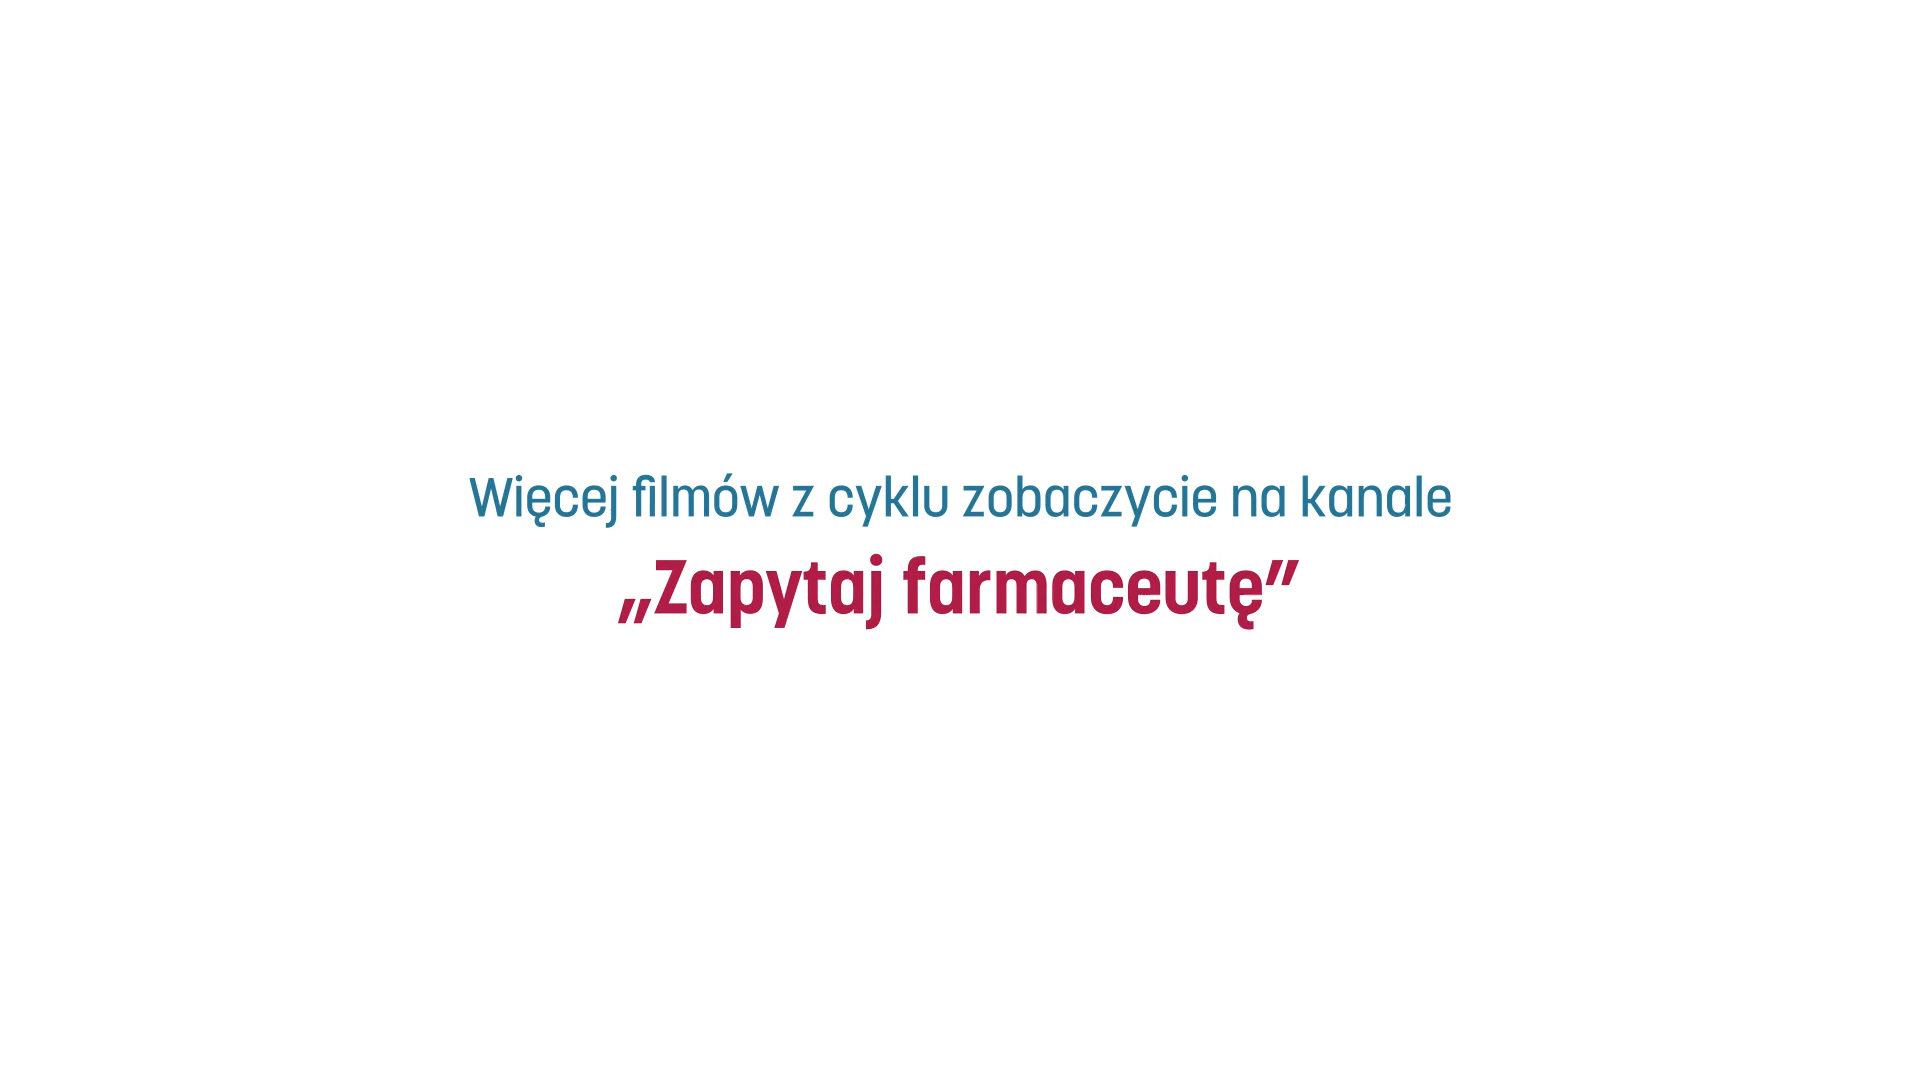 Więcej filmów z cyklu zobaczycie na kanale
„Zapytaj farmaceutę”